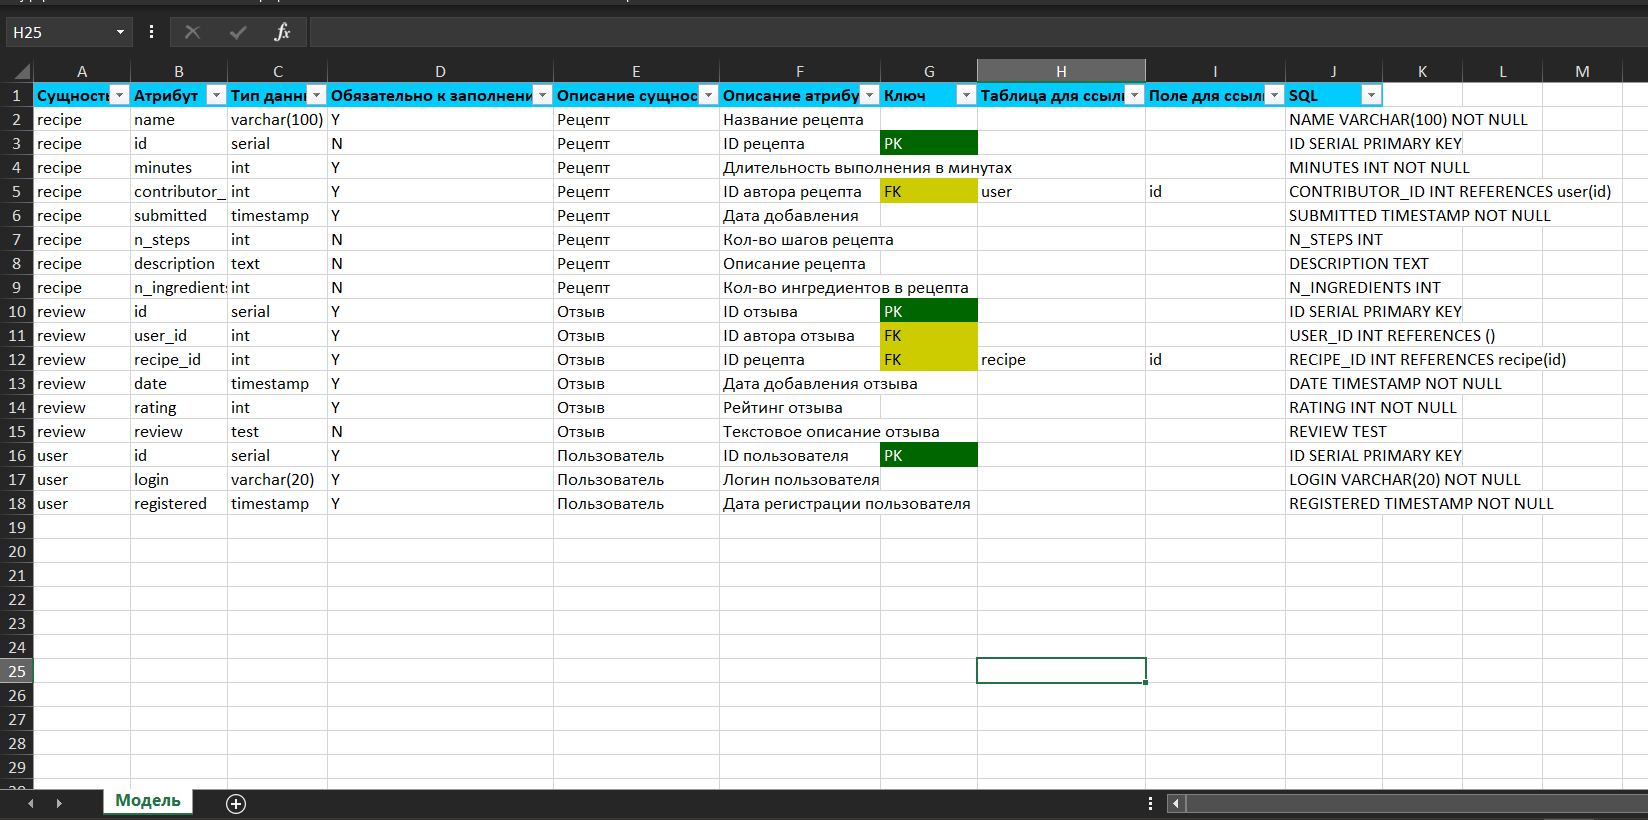 H25 fx
A B C D E F G H I J K L M
1 Сущность Атрибут Тип данн Обязательно к заполнени Описание сущнос Описание атрибу Ключ Таблица для ссыл Поле для ссыл SQL
2 recipe name varchar(100) Y Рецепт Название рецепта NAME VARCHAR(100) NOT NULL
3 recipe id serial N Рецепт ID рецепта PK ID SERIAL PRIMARY KEY
4 recipe minutes int Y Рецепт Длительность выполнения в минутах MINUTES INT NOT NULL
5 recipe contributor_ int Y Рецепт ID автора рецепта FK user id CONTRIBUTOR_ID INT REFERENCES user(id)
6 recipe submitted timestamp Y Рецепт Дата добавления SUBMITTED TIMESTAMP NOT NULL
7 recipe n_steps int N Рецепт Кол-во шагов рецепта N_STEPS INT
8 recipe description text N Рецепт Описание рецепта DESCRIPTION TEXT
9 recipe n_ingredients int N Рецепт Кол-во ингредиентов в рецепта N_INGREDIENTS INT
10 review id serial Y Отзыв ID отзыва PK ID SERIAL PRIMARY KEY
11 review user_id int Y Отзыв ID автора отзыва FK USER_ID INT REFERENCES ()
12 review recipe_id int Y Отзыв ID рецепта FK recipe id RECIPE_ID INT REFERENCES recipe(id)
13 review date timestamp Y Отзыв Дата добавления отзыва DATE TIMESTAMP NOT NULL
14 review rating int Y Отзыв Рейтинг отзыва RATING INT NOT NULL
15 review review test N Отзыв Текстовое описание отзыва REVIEW TEST
16 user id serial Y Пользователь ID пользователя PK ID SERIAL PRIMARY KEY
17 user login varchar(20) Y Пользователь Логин пользователя LOGIN VARCHAR(20) NOT NULL
18 user registered timestamp Y Пользователь Дата регистрации пользователя REGISTERED TIMESTAMP NOT NULL
19
20
21
22
23
24
25
26
27
28
29
Модель